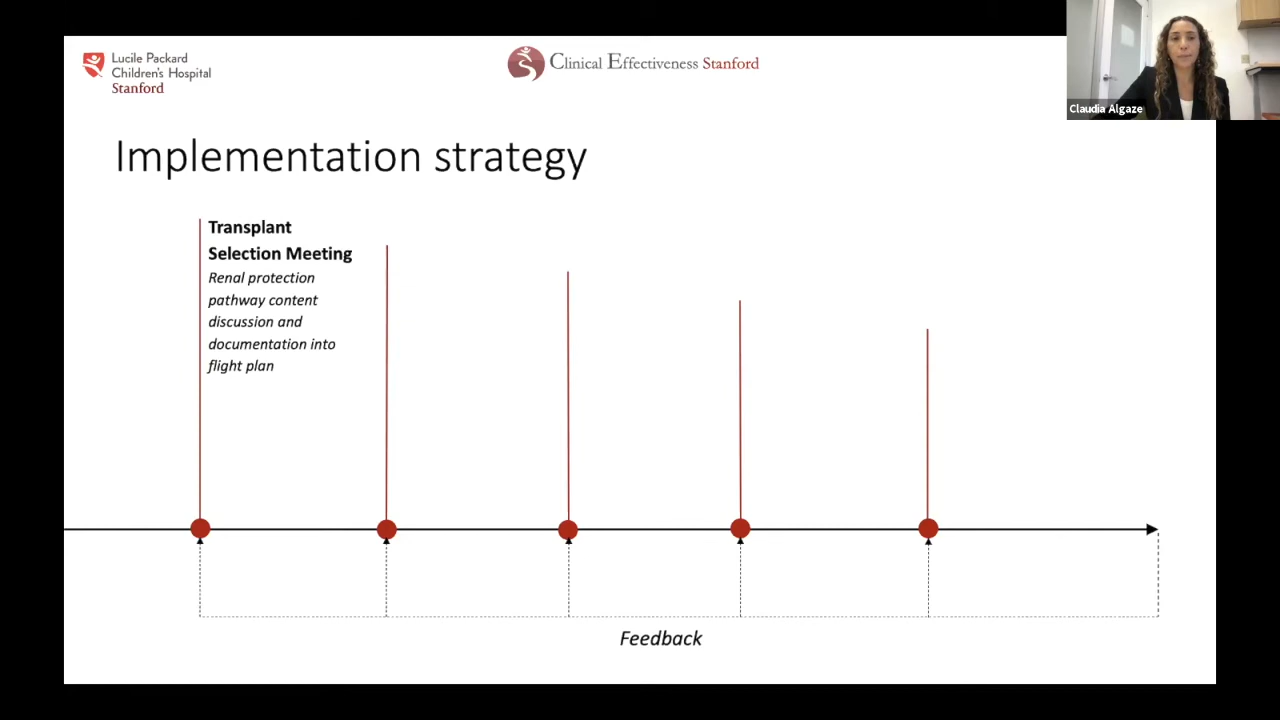 Lucile Packard
Children's Hospital
Stanford
Clinical Effectiveness Stanford
Claudia Algaze
Implementation strategy
Transplant
Selection Meeting
Renal protection
pathway content
discussion and
documentation into
flight plan
Feedback